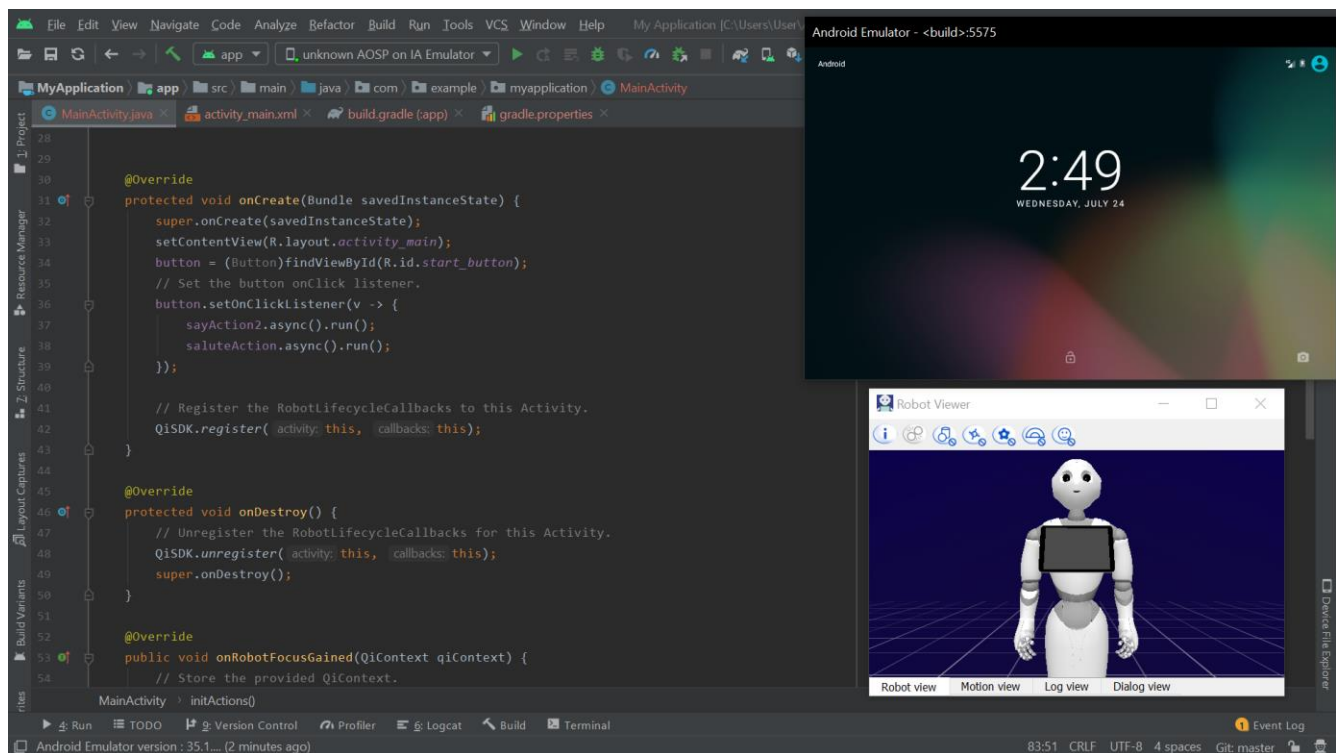 File Edit View Navigate Code Analyze Refactor Build Run Tools VCS Window Help My Application [C:\Users\User\
app unknown AOSP on IA Emulator
MyApplication app src main java com example myapplication MainActivity
MainActivity.java activity_main.xml build.gradle (:app) gradle.properties
1: Project
Resource Manager
7: Structure
Layout Captures
Build Variants
28
29
30 @Override
31 protected void onCreate(Bundle savedInstanceState) {
32 super.onCreate(savedInstanceState);
33 setContentView(R.layout.activity_main);
34 button = (Button)findViewById(R.id.start_button);
35 // Set the button onClick listener.
36 button.setOnClickListener(v -> {
37 sayAction2.async().run();
38 saluteAction.async().run();
39 });
40
41 // Register the RobotLifecycleCallbacks to this Activity.
42 QiSDK.register( activity: this, callbacks: this);
43 }
44
45 @Override
46 protected void onDestroy() {
47 // Unregister the RobotLifecycleCallbacks for this Activity.
48 QiSDK.unregister( activity: this, callbacks: this);
49 super.onDestroy();
50 }
51
52 @Override
53 public void onRobotFocusGained(QiContext qiContext) {
54 // Store the provided QiContext.
MainActivity initActions()
Android Emulator - <build>:5575
Android
2:49
WEDNESDAY, JULY 24
Robot Viewer
Robot view Motion view Log view Dialog view
Device File Explorer
4: Run TODO 9: Version Control Profiler 6: Logcat Build Terminal 1 Event Log
Android Emulator version : 35.1.... (2 minutes ago) 83:51 CRLF UTF-8 4 spaces Git: master